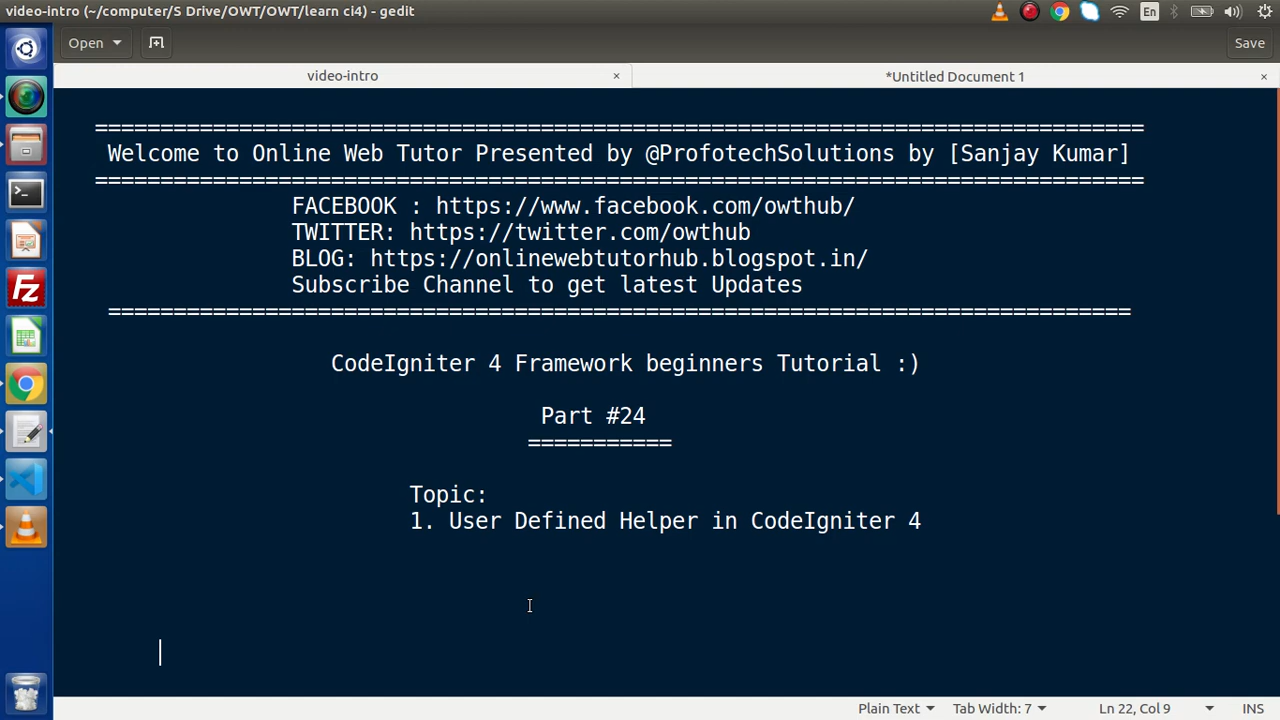 video-intro (~/computer/S Drive/OWT/OWT/learn ci4) - gedit
En
Open
Save
video-intro ×
*Untitled Document 1 ×
================================================================================
Welcome to Online Web Tutor Presented by @ProfotechSolutions by [Sanjay Kumar]
================================================================================
FACEBOOK : https://www.facebook.com/owthub/
TWITTER: https://twitter.com/owthub
BLOG: https://onlinewebtutorhub.blogspot.in/
Subscribe Channel to get latest Updates
==============================================================================
CodeIgniter 4 Framework beginners Tutorial :)
Part #24
===========
Topic:
1. User Defined Helper in CodeIgniter 4
Plain Text Tab Width: 7 Ln 22, Col 9 INS